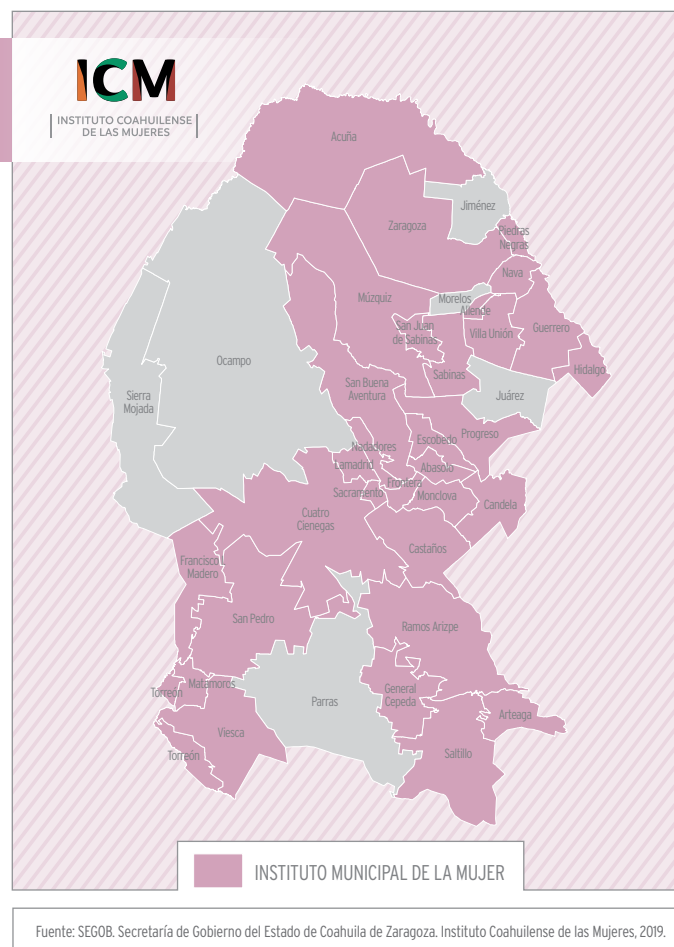 ICM
INSTITUTO COAHUILENSE
DE LAS MUJERES
Acuña
Jiménez
Zaragoza
Piedras
Negras
Nava
Múzquiz
Morelos
Allende
San Juan
de Sabinas
Villa Unión
Guerrero
Ocampo
Hidalgo
Sabinas
San Buena
Aventura
Juárez
Sierra
Mojada
Progreso
Escobedo
Nadadores
Lamadrid
Abasolo
Frontera
Sacramento
Monclova
Candela
Cuatro
Cienegas
Castaños
Francisco I.
Madero
San Pedro
Ramos Arizpe
Matamoros
Torreón
General
Cepeda
Parras
Arteaga
Viesca
Torreón
Saltillo
INSTITUTO MUNICIPAL DE LA MUJER
Fuente: SEGOB. Secretaría de Gobierno del Estado de Coahuila de Zaragoza. Instituto Coahuilense de las Mujeres, 2019.